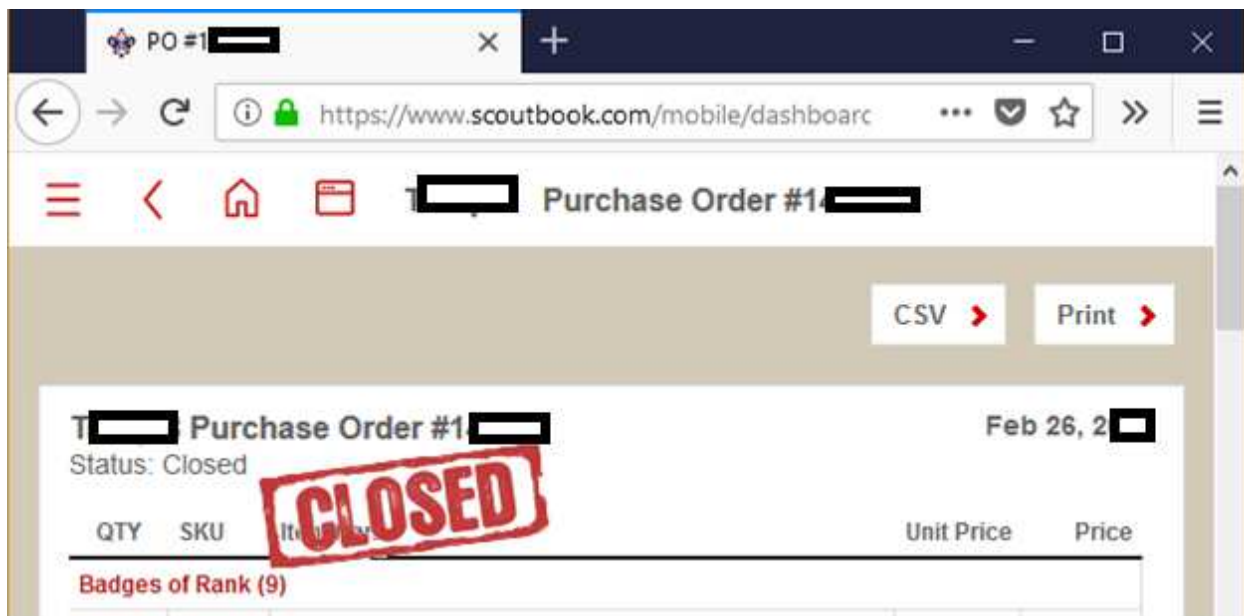 PO #1
https://www.scoutbook.com/mobile/dashboarc
Purchase Order #14
CSV
Print
Purchase Order #14
Feb 26, 2
Status: Closed
CLOSED
QTY SKU Unit Price Price
Badges of Rank (9)